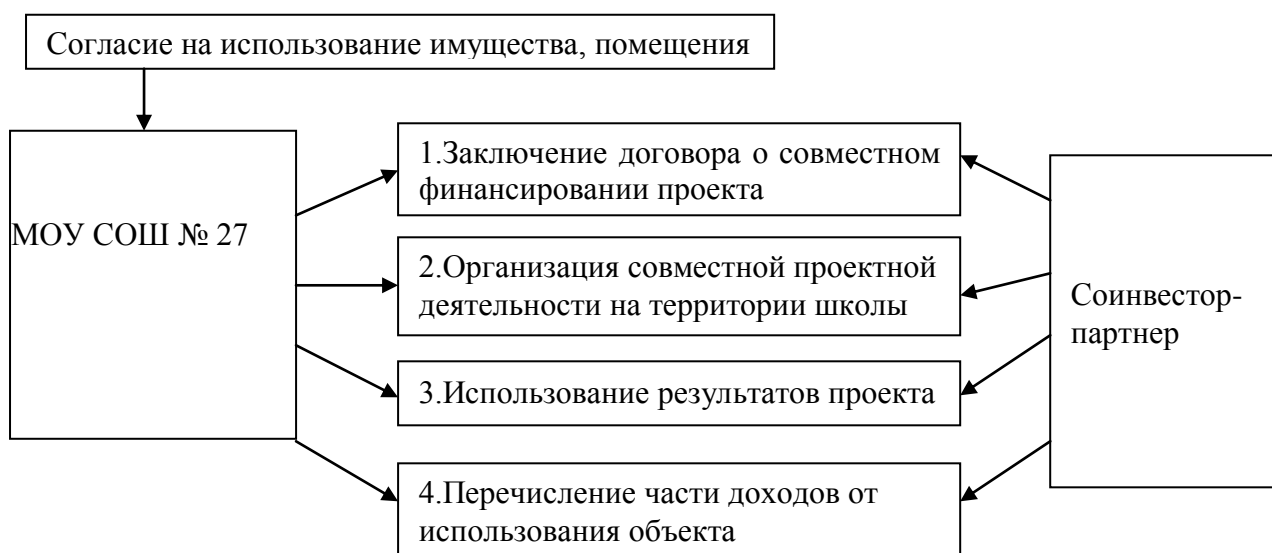 Согласие на использование имущества, помещения
МОУ СОШ № 27
1.Заключение договора о совместном
финансировании проекта
2.Организация совместной проектной
деятельности на территории школы
3.Использование результатов проекта
4.Перечисление части доходов от
использования объекта
Соинвестор-
партнер